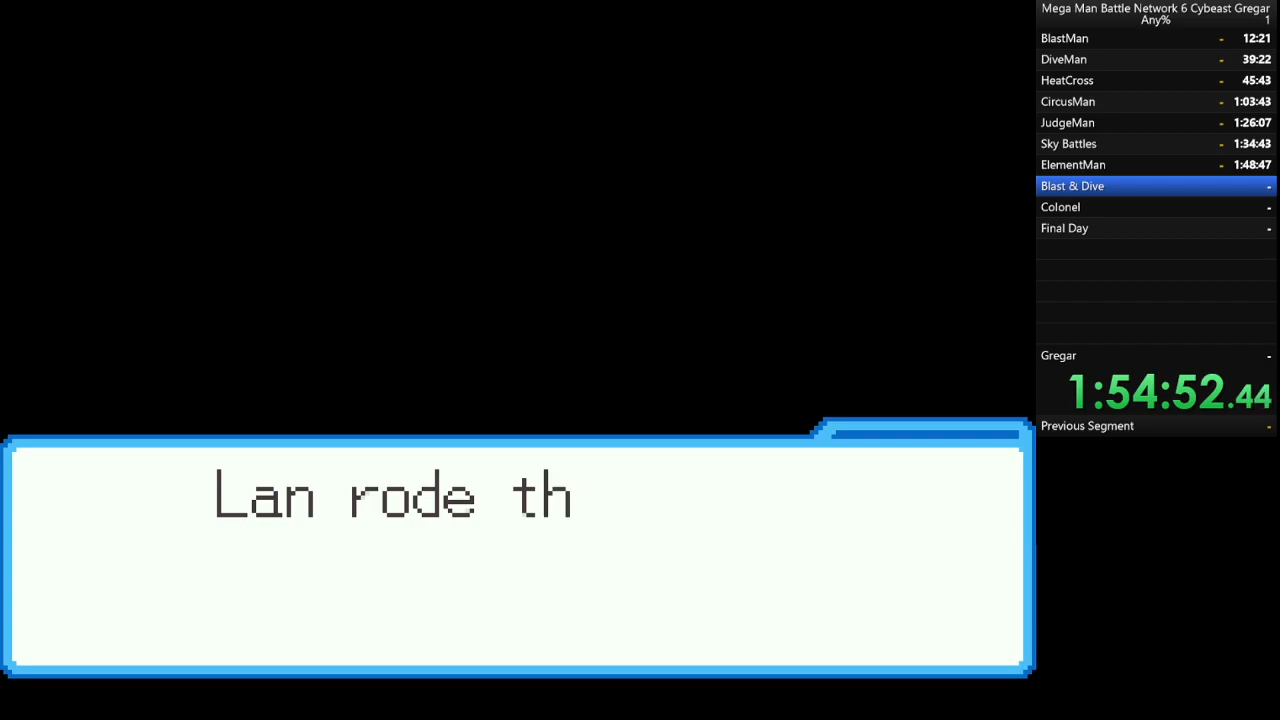 Mega Man Battle Network 6 Cybeast Gregar
Any% 1
BlastMan - 12:21
DiveMan - 39:22
HeatCross - 45:43
CircusMan - 1:03:43
JudgeMan - 1:26:07
Sky Battles - 1:34:43
ElementMan - 1:48:47
Blast & Dive -
Colonel -
Final Day -
Gregar -
1:54:52.44
Previous Segment -
Lan rode th